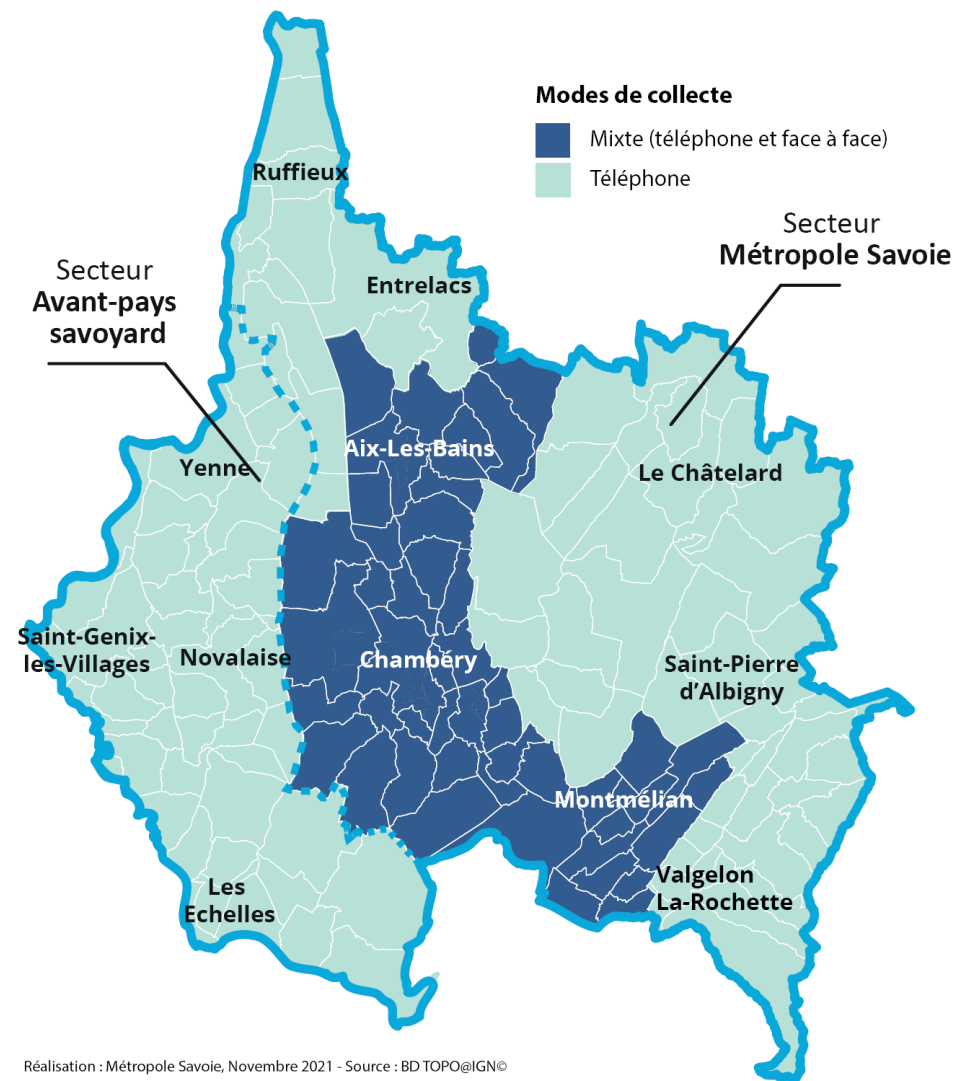 Modes de collecte
Mixte (téléphone et face à face)
Téléphone
Ruffieux
Secteur
Métropole Savoie
Secteur
Avant-pays
savoyard
Entrelacs
Aix-Les-Bains
Yenne
Le Châtelard
Saint-Genix-
les-Villages
Novalaise
Chambéry
Saint-Pierre
d'Albigny
Montmélian
Valgelon
La-Rochette
Les
Echelles
Réalisation : Métropole Savoie, Novembre 2021 - Source : BD TOPO@IGN©